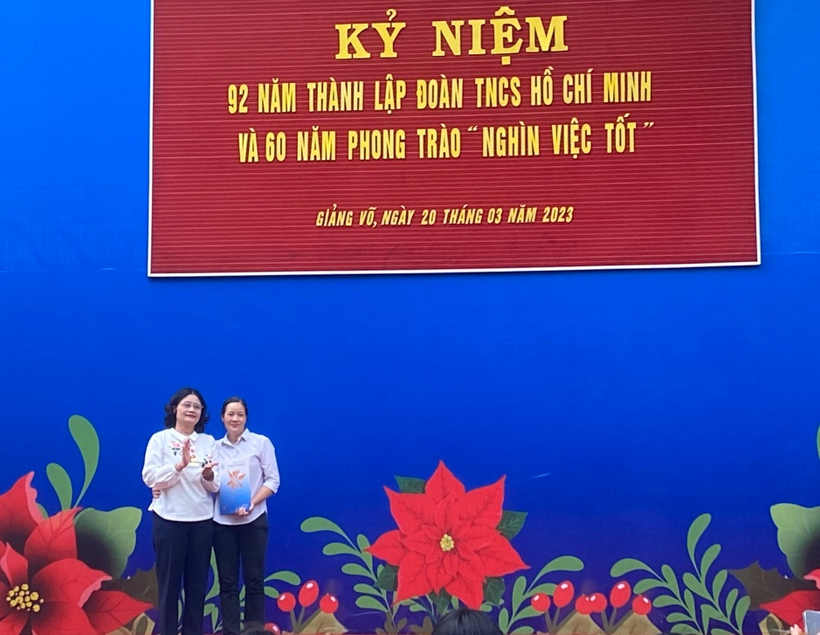 KỶ NIỆM
92 NĂM THÀNH LẬP ĐOÀN TNCS HỒ CHÍ MINH
VÀ 60 NĂM PHONG TRÀO “NGHÌN VIỆC TỐT”
GIẢNG VÕ, NGÀY 20 THÁNG 03 NĂM 2023